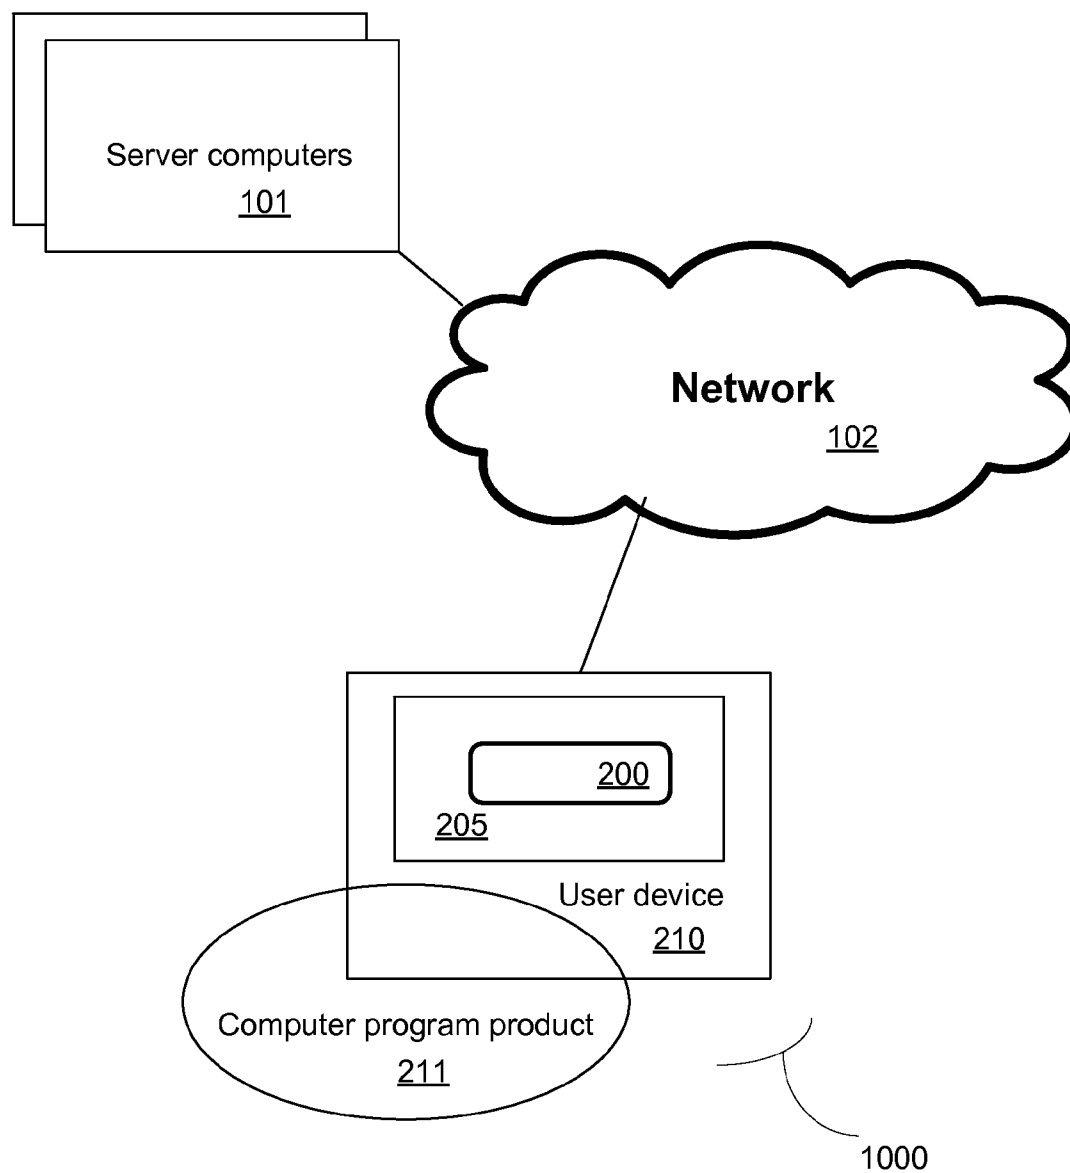 Server computers
101
Network
102
200
205
User device
210
Computer program product
211
1000